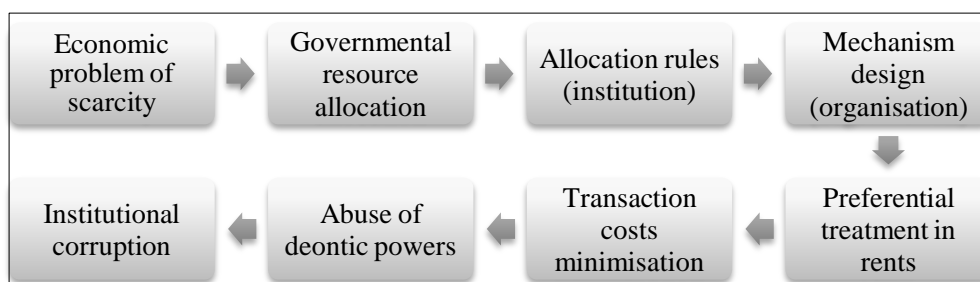 Economic
problem of
scarcity
Governmental
resource
allocation
Allocation rules
(institution)
Mechanism
design
(organisation)
Preferential
treatment in
rents
Transaction
costs
minimisation
Abuse of
deontic powers
Institutional
corruption